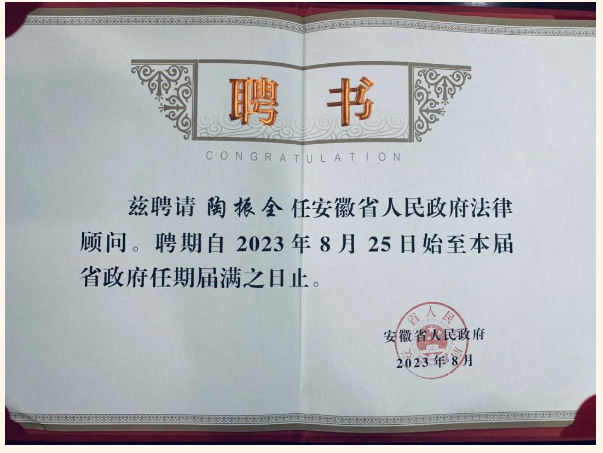 聘书
CONGRATULATION
兹聘请 陶振全 任安徽省人民政府法律
顾问。聘期自 2023 年 8 月 25 日始至本届
省政府任期届满之日止。
安徽省人民政府
2023 年 8 月